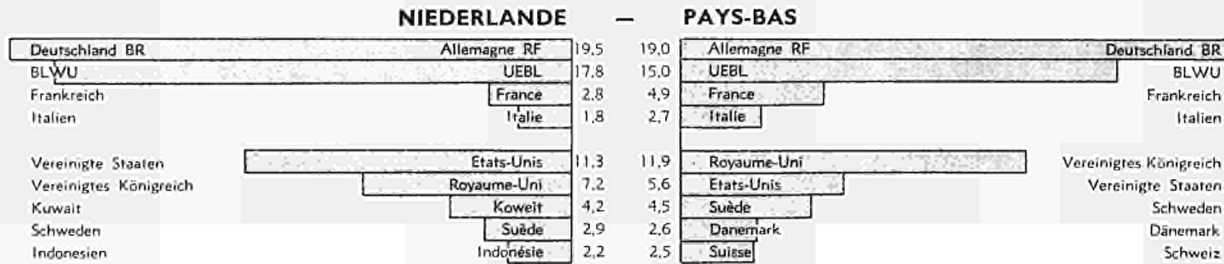 NIEDERLANDE — PAYS-BAS
Deutschland BR Allemagne RF 19.5 19,0 Allemagne RF Deutschland BR
BLWU UEBL 17.8 15,0 UEBL BLWU
Frankreich France 2.8 4,9 France Frankreich
Italien Italie 1,8 2,7 Italie Italien
Vereinigte Staaten Etats-Unis 11.3 11,9 Royaume-Uni Vereinigtes Königreich
Vereinigtes Königreich Royaume-Uni 7.2 5,6 Etats-Unis Vereinigte Staaten
Kuwait Koweit 4,2 4,5 Suède Schweden
Schweden Suède 2,9 2,6 Danemark Dänemark
Indonesien Indonésie 2,2 2,5 Suisse Schweiz